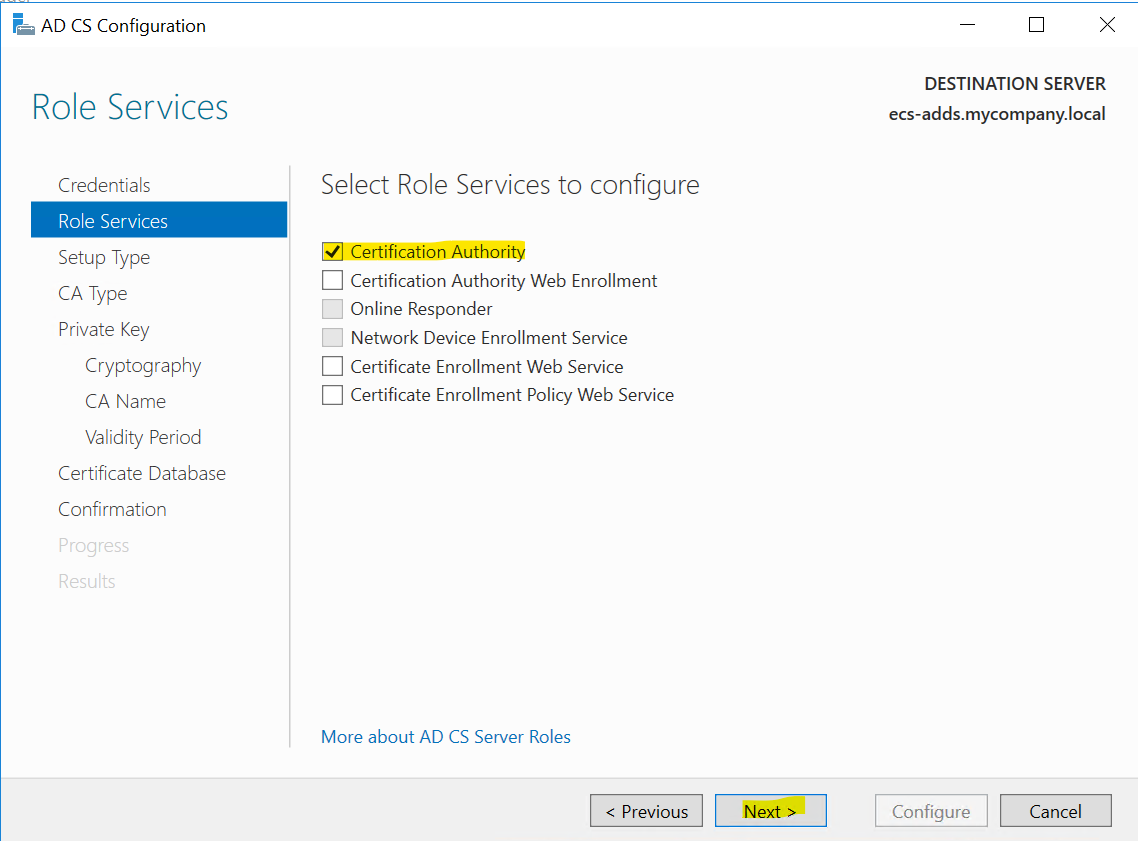 AD CS Configuration
Role Services
DESTINATION SERVER
ecs-adds.mycompany.local
Credentials
Role Services
Setup Type
CA Type
Private Key
Cryptography
CA Name
Validity Period
Certificate Database
Confirmation
Progress
Results
Select Role Services to configure
Certification Authority
Certification Authority Web Enrollment
Online Responder
Network Device Enrollment Service
Certificate Enrollment Web Service
Certificate Enrollment Policy Web Service
More about AD CS Server Roles
< Previous
Next >
Configure
Cancel